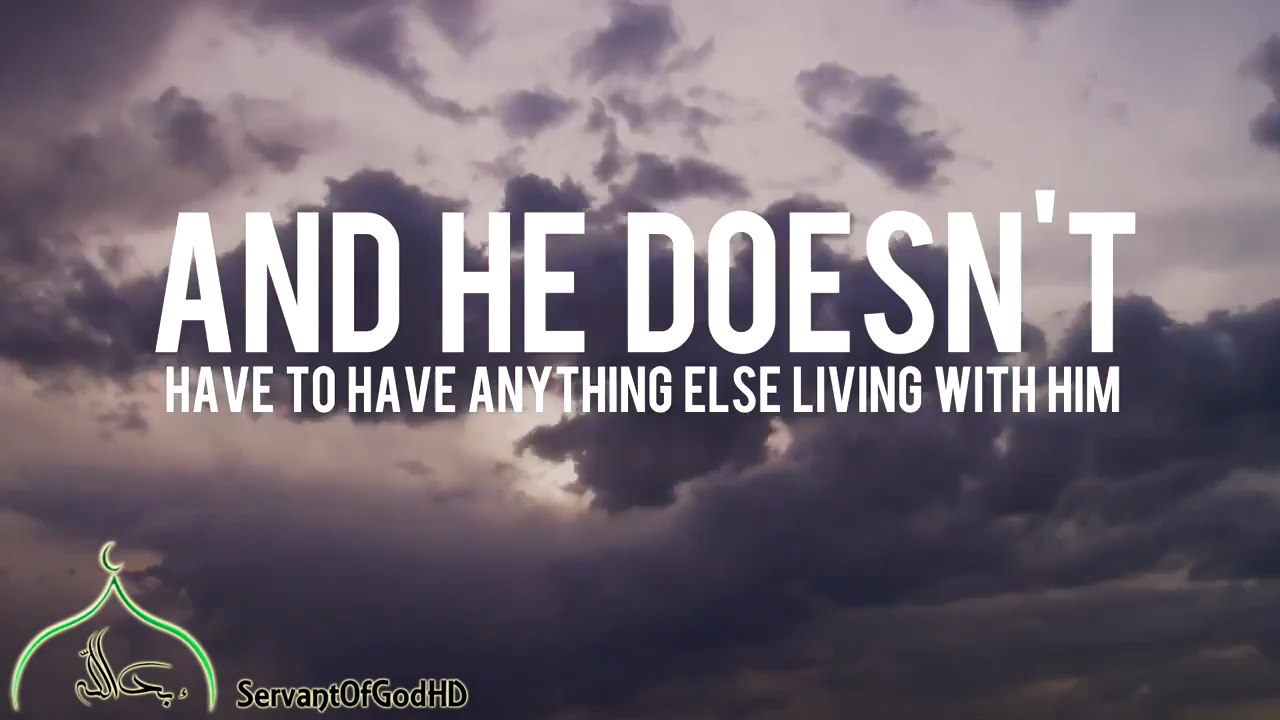 AND HE DOESN'T
HAVE TO HAVE ANYTHING ELSE LIVING WITH HIM
ServantOfGodHD